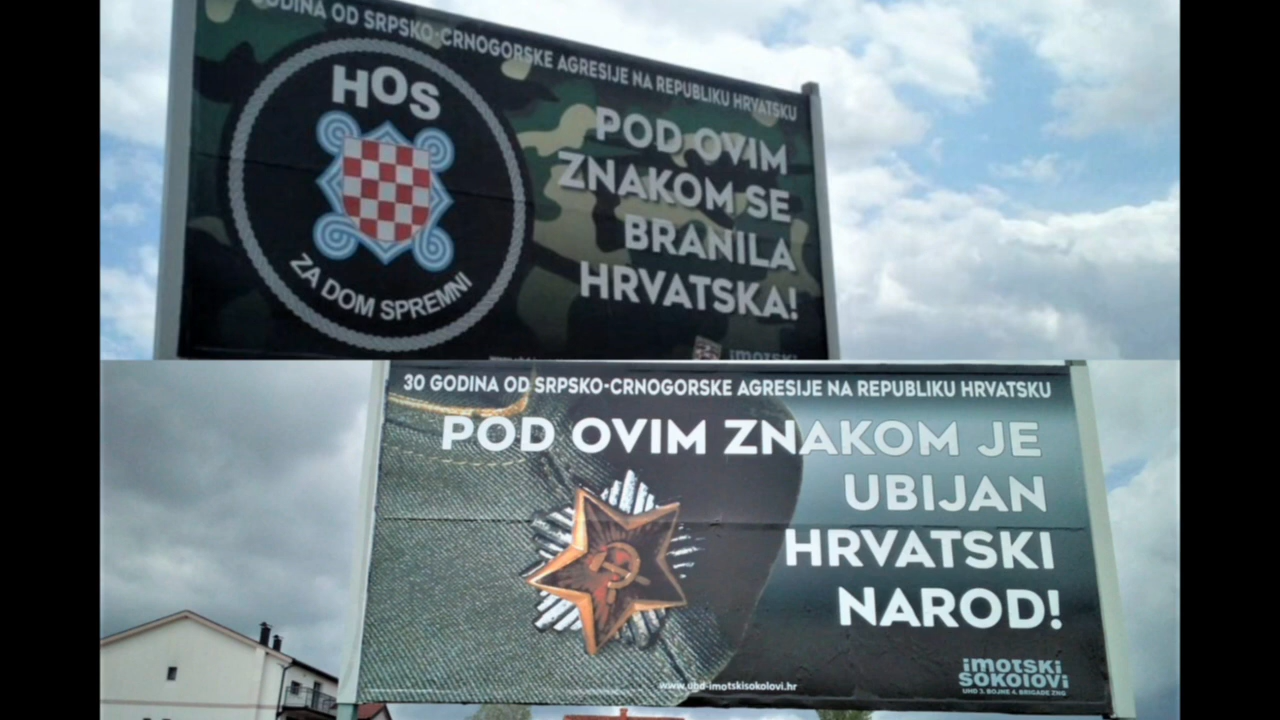 GODINA OD SRPSKO-CRNOGORSKE AGRESIJE NA REPUBLIKU HRVATSKU
HOS
ZA DOM SPREMNI
POD OVIM
ZNAKOM SE
BRANILA
HRVATSKA!
imotski
30 GODINA OD SRPSKO-CRNOGORSKE AGRESIJE NA REPUBLIKU HRVATSKU
POD OVIM ZNAKOM JE
UBIJAN
HRVATSKI
NAROD!
imotski
sokolovi
UHD 3. BOJNE 4. BRIGADE ZNG
www.uhd-imotskisokolovi.hr